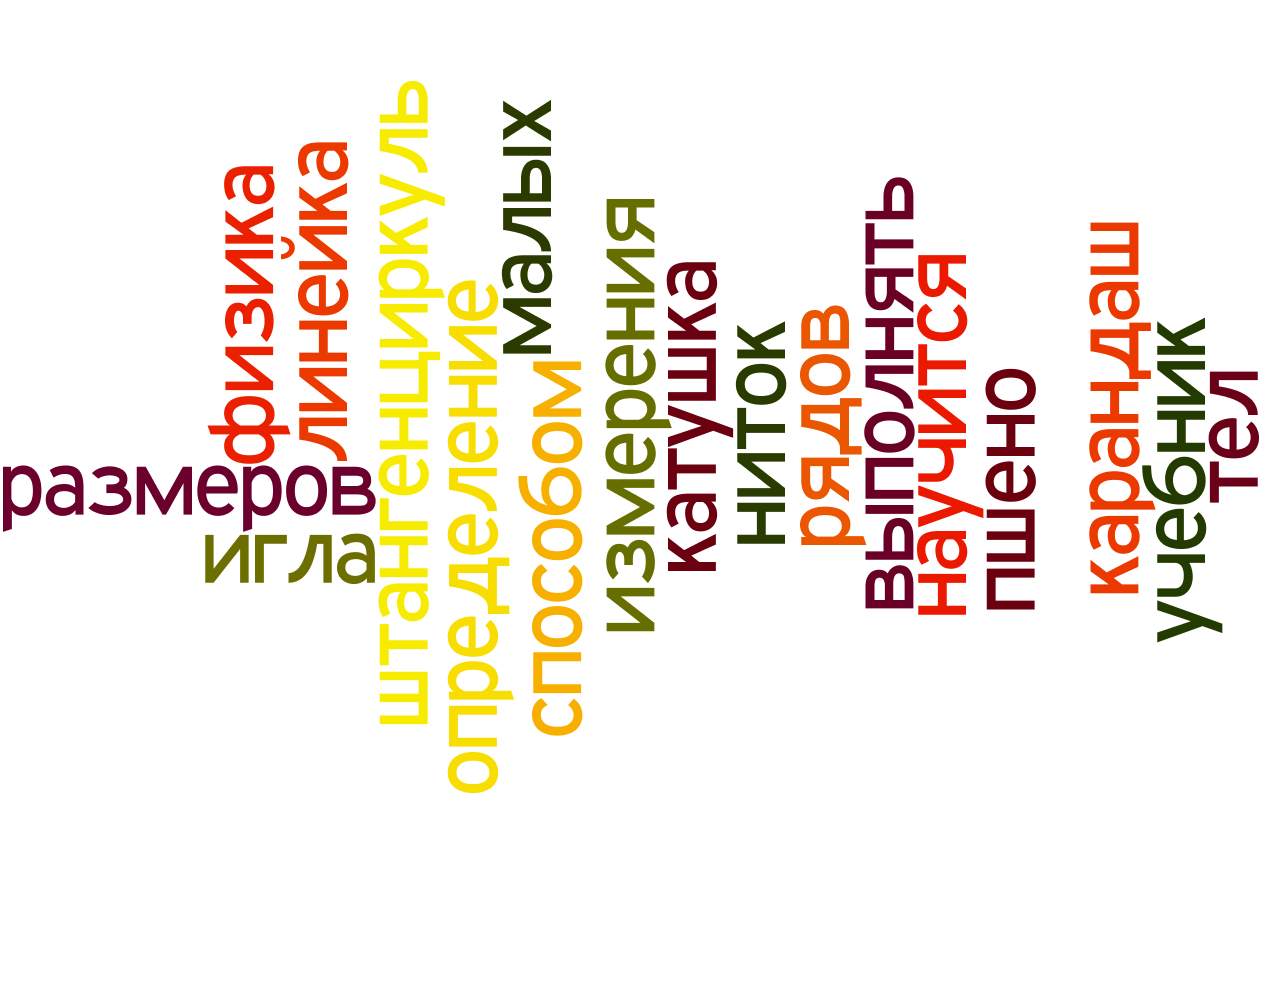 размеров
игла
физика
линейка
штангенциркуль
определение
малых
способом
измерения
катушка
ниток
рядов
выполнять
научится
пшено
карандаш
учебник
тел